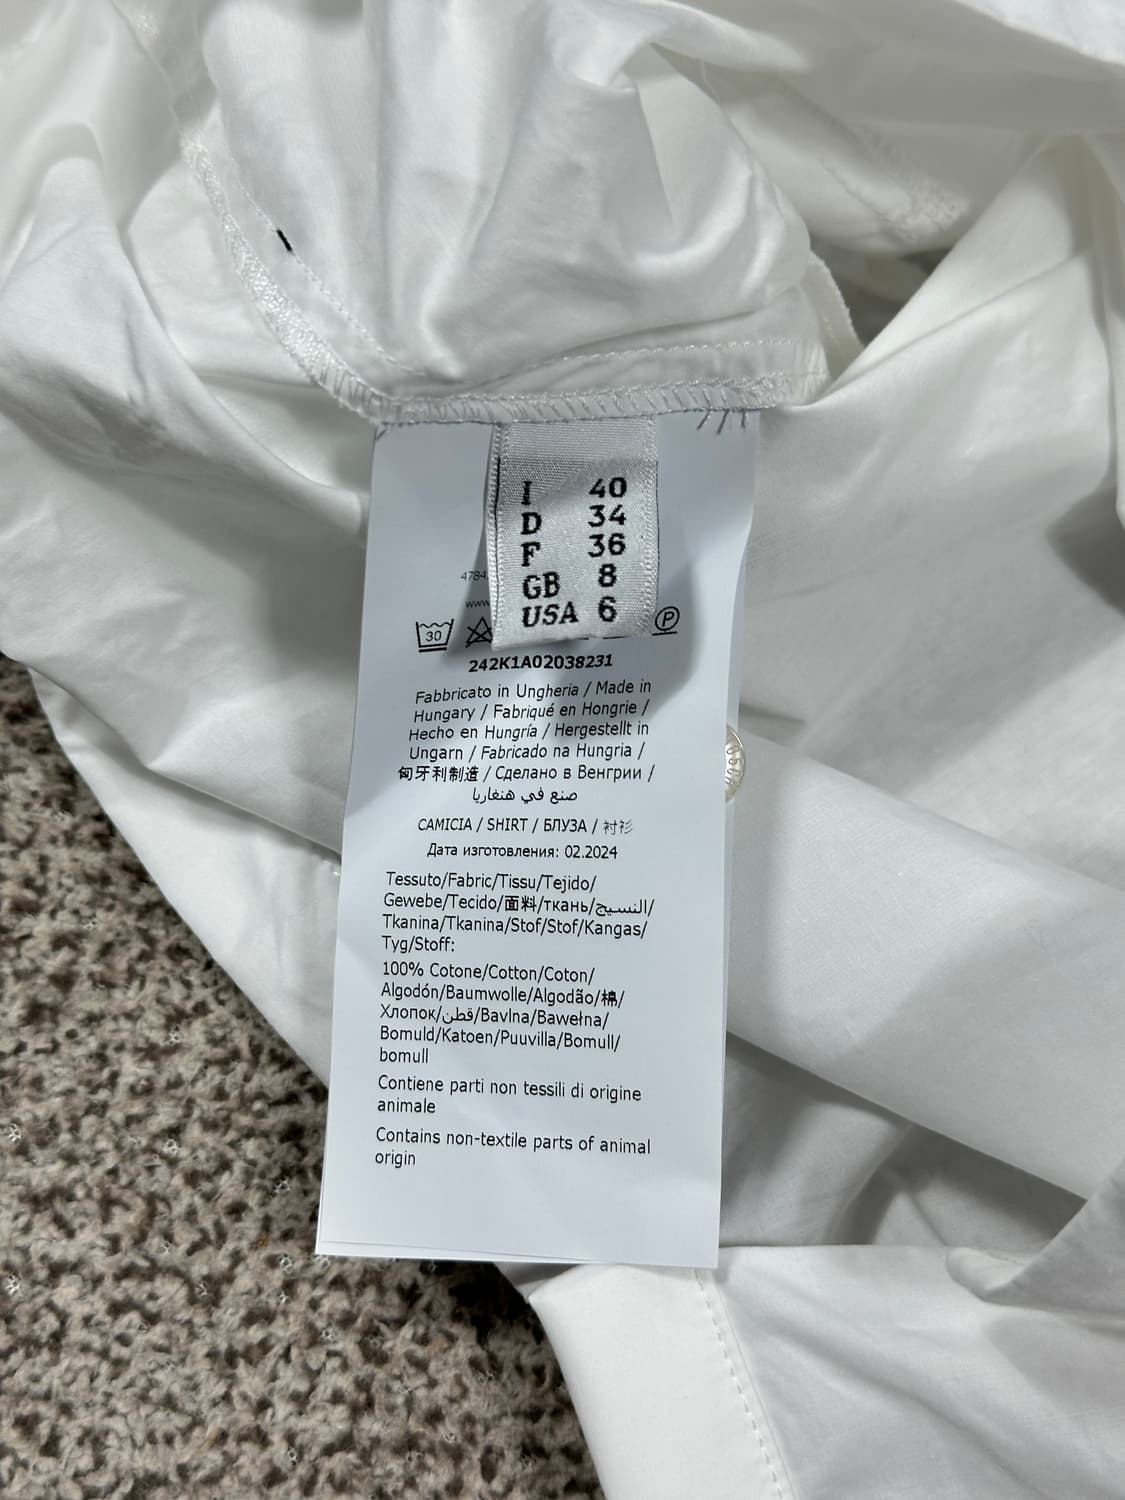 I 40
D 34
F 36
GB 8
USA 6
4784
www
30
P
242K1A02038231
Fabbricato in Ungheria / Made in
Hungary / Fabriqué en Hongrie /
Hecho en Hungría / Hergestellt in
Ungarn / Fabricado na Hungria /
匈牙利制造 / Сделано в Венгрии /
صنع في هنغاريا
CAMICIA / SHIRT / БЛУЗА / 衬衫
Дата изготовления: 02.2024
Tessuto/Fabric/Tissu/Tejido/
Gewebe/Tecido/面料/ткань/النسيج/
Tkanina/Tkanina/Stof/Stof/Kangas/
Tyg/Stoff:
100% Cotone/Cotton/Coton/
Algodón/Baumwolle/Algodão/棉/
Хлопок/قطن/Bavlna/Bawełna/
Bomuld/Katoen/Puuvilla/Bomull/
bomull
Contiene parti non tessili di origine
animale
Contains non-textile parts of animal
origin